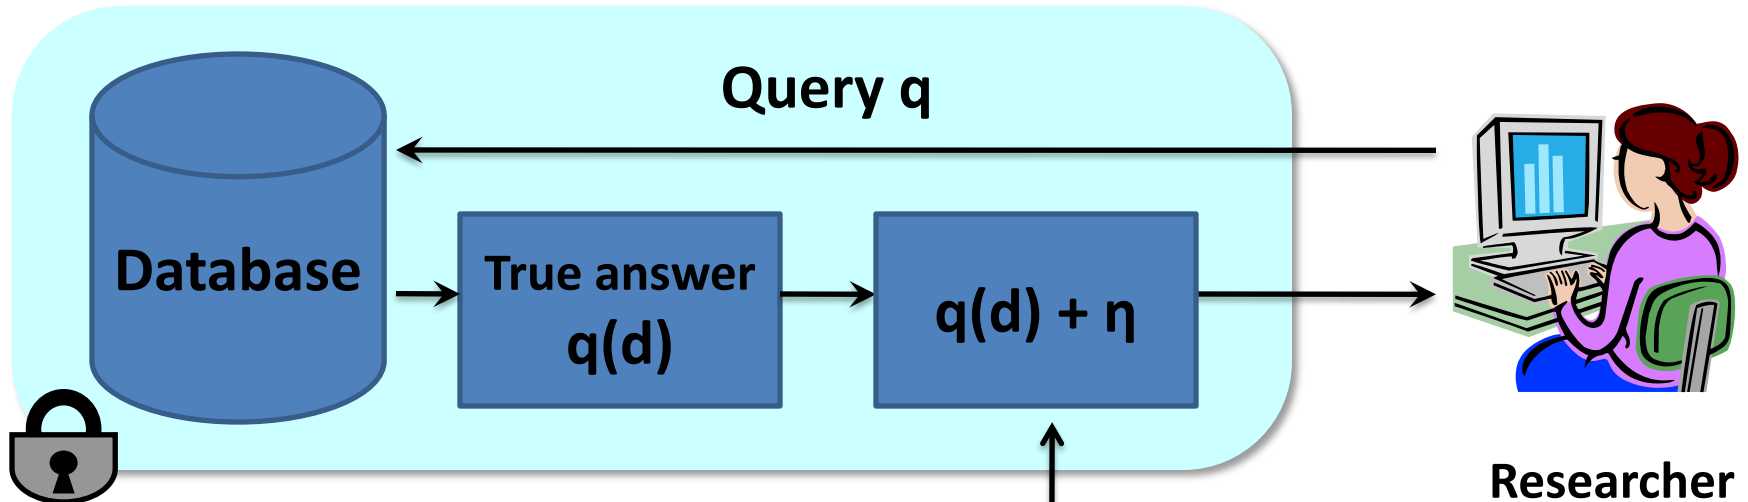 Query q
Database
True answer
q(d)
q(d) + η
Researcher